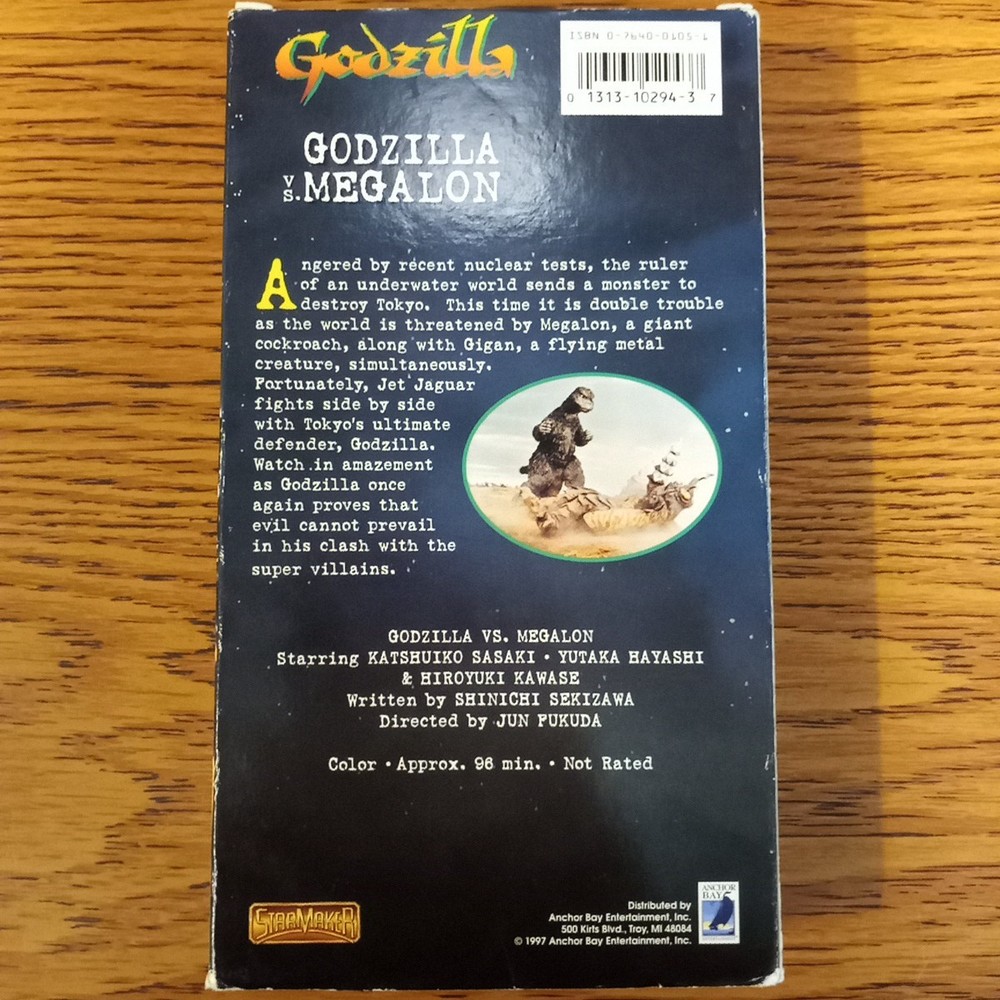 Godzilla
ISBN 0-7640-0105-1
0 1313-10294-3 7
GODZILLA
VS. MEGALON
Angered by recent nuclear tests, the ruler
of an underwater world sends a monster to
destroy Tokyo. This time it is double trouble
as the world is threatened by Megalon, a giant
cockroach, along with Gigan, a flying metal
creature, simultaneously.
Fortunately, Jet Jaguar
fights side by side
with Tokyo's ultimate
defender, Godzilla.
Watch in amazement
as Godzilla once
again proves that
evil cannot prevail
in his clash with the
super villains.
GODZILLA VS. MEGALON
Starring KATSHUIKO SASAKI • YUTAKA HAYASHI
& HIROYUKI KAWASE
Written by SHINICHI SEKIZAWA
Directed by JUN FUKUDA
Color • Approx. 96 min. • Not Rated
STARMAKER
Distributed by
Anchor Bay Entertainment, Inc.
500 Kirts Blvd., Troy, MI 48084
© 1997 Anchor Bay Entertainment, Inc.
ANCHOR
BAY